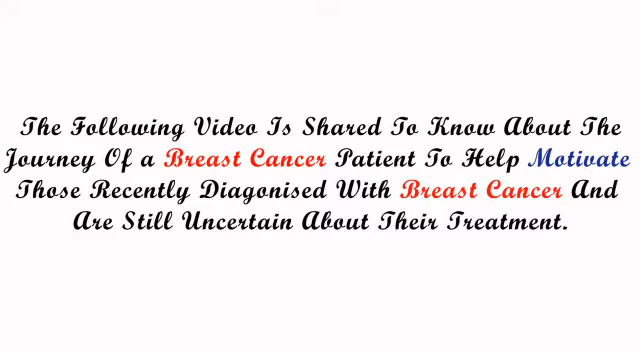 The Following Video Is Shared To Know About The
Journey Of a Breast Cancer Patient To Help Motivate
Those Recently Diagonised With Breast Cancer And
Are Still Uncertain About Their Treatment.